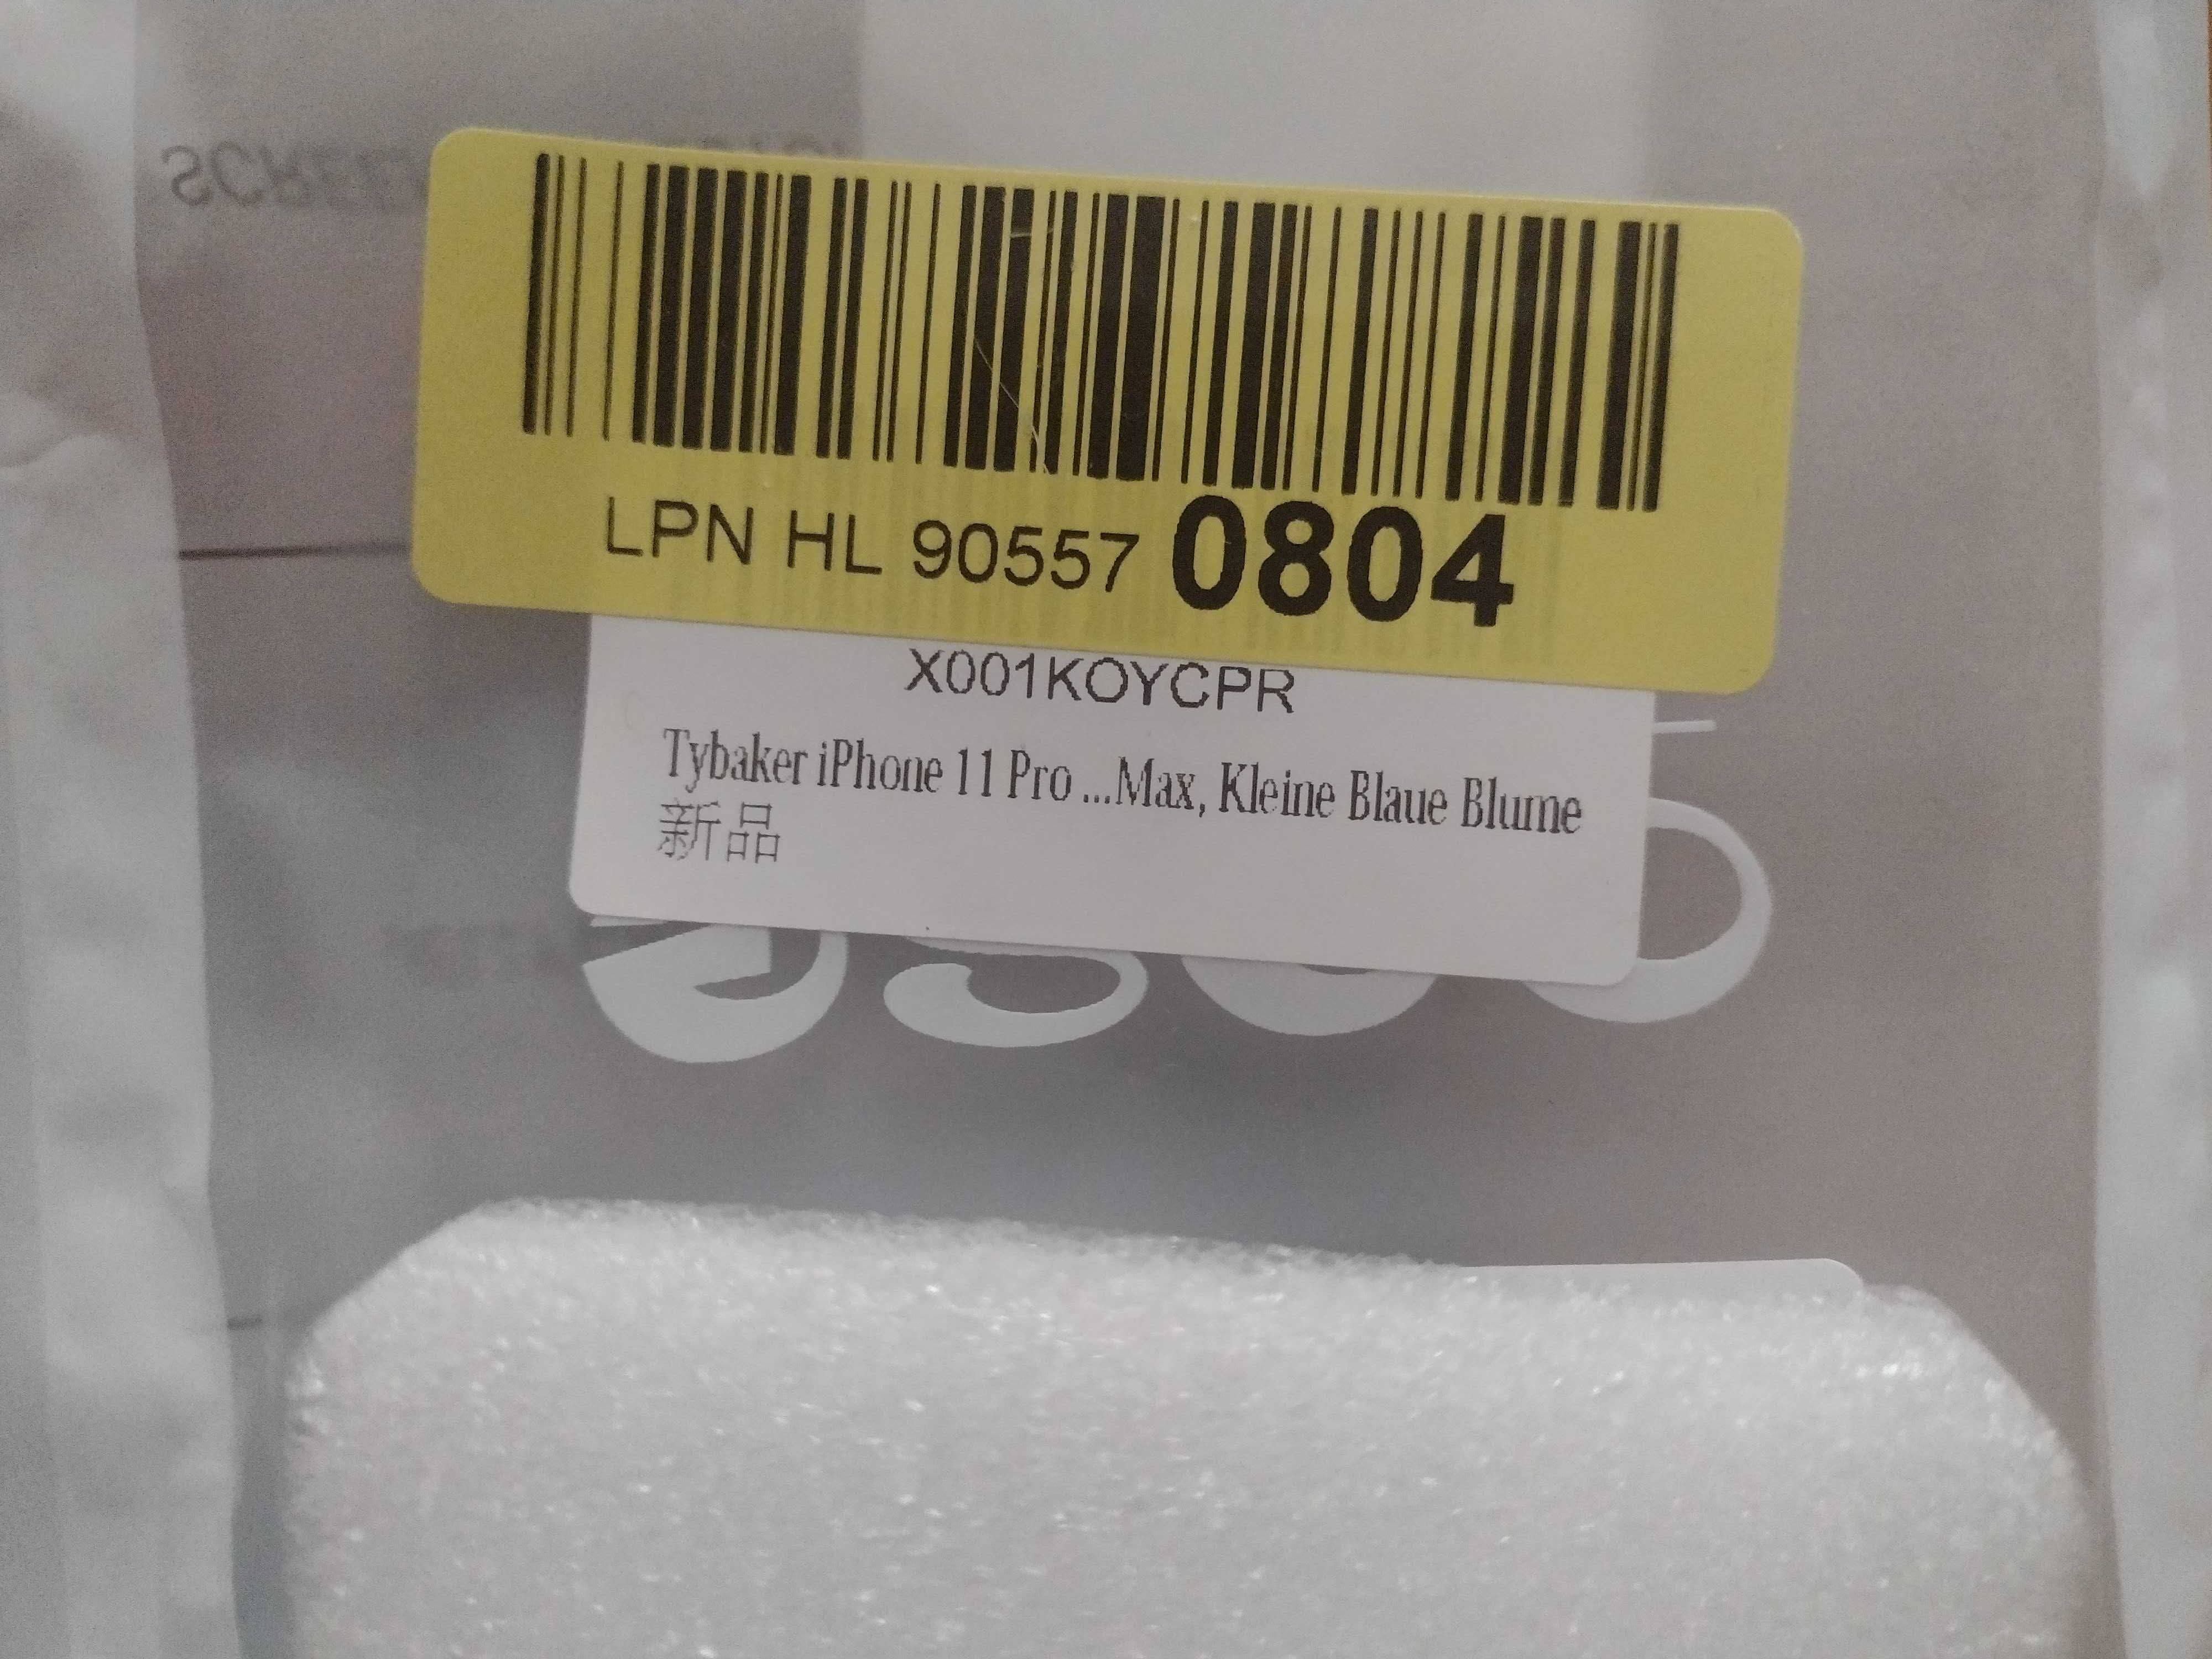 LPN HL 90557 0804
X001KOYCPR
Tybaker iPhone 11 Pro ...Max, Kleine Blaue Blume
新品